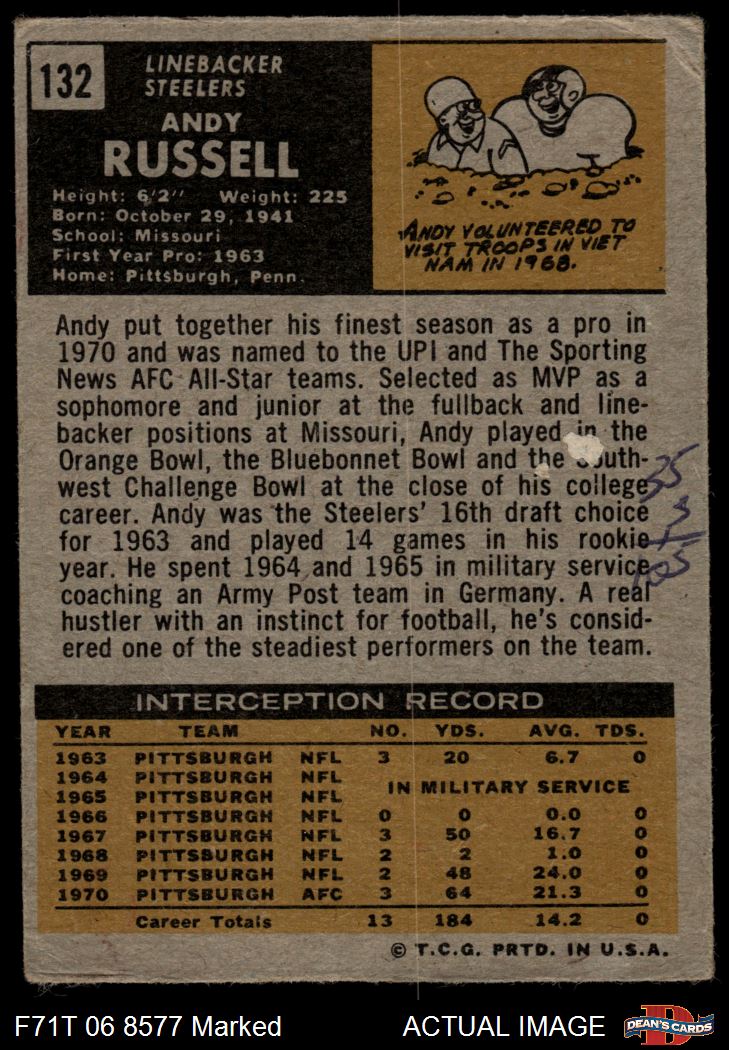 132
LINEBACKER
STEELERS
ANDY
RUSSELL
Height: 6'2" Weight: 225
Born: October 29, 1941
School: Missouri
First Year Pro: 1963
Home: Pittsburgh, Penn.
ANDY VOLUNTEERED TO
VISIT TROOPS IN VIET
NAM IN 1968.
Andy put together his finest season as a pro in
1970 and was named to the UPI and The Sporting
News AFC All-Star teams. Selected as MVP as a
sophomore and junior at the fullback and line-
backer positions at Missouri, Andy played in the
Orange Bowl, the Bluebonnet Bowl and the South-
west Challenge Bowl at the close of his college
career. Andy was the Steelers' 16th draft choice
for 1963 and played 14 games in his rookie
year. He spent 1964 and 1965 in military service
coaching an Army Post team in Germany. A real
hustler with an instinct for football, he's consid-
ered one of the steadiest performers on the team.
35
3
105
INTERCEPTION RECORD
YEAR TEAM NO. YDS. AVG. TDS.
1963 PITTSBURGH NFL 3 20 6.7 0
1964 PITTSBURGH NFL
IN MILITARY SERVICE
1965 PITTSBURGH NFL
1966 PITTSBURGH NFL 0 0 0.0 0
1967 PITTSBURGH NFL 3 50 16.7 0
1968 PITTSBURGH NFL 2 2 1.0 0
1969 PITTSBURGH NFL 2 48 24.0 0
1970 PITTSBURGH AFC 3 64 21.3 0
Career Totals 13 184 14.2 0
© T.C.G. PRTD. IN U.S.A.
F71T 06 8577 Marked ACTUAL IMAGE
DEAN'S CARDS